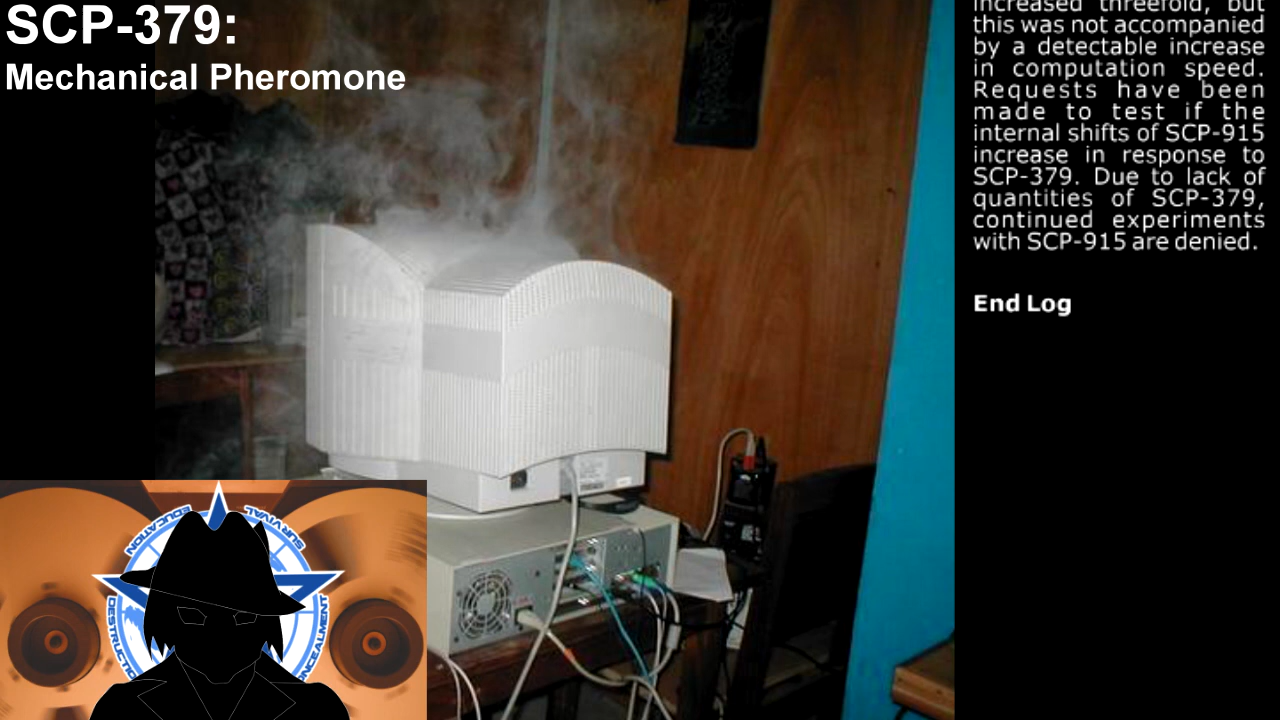 SCP-379:
Mechanical Pheromone
increased threefold, but
this was not accompanied
by a detectable increase
in computation speed.
Requests have been
made to test if the
internal shifts of SCP-915
increase in response to
SCP-379. Due to lack of
quantities of SCP-379,
continued experiments
with SCP-915 are denied.
End Log
EDUCATION
SURVIVAL